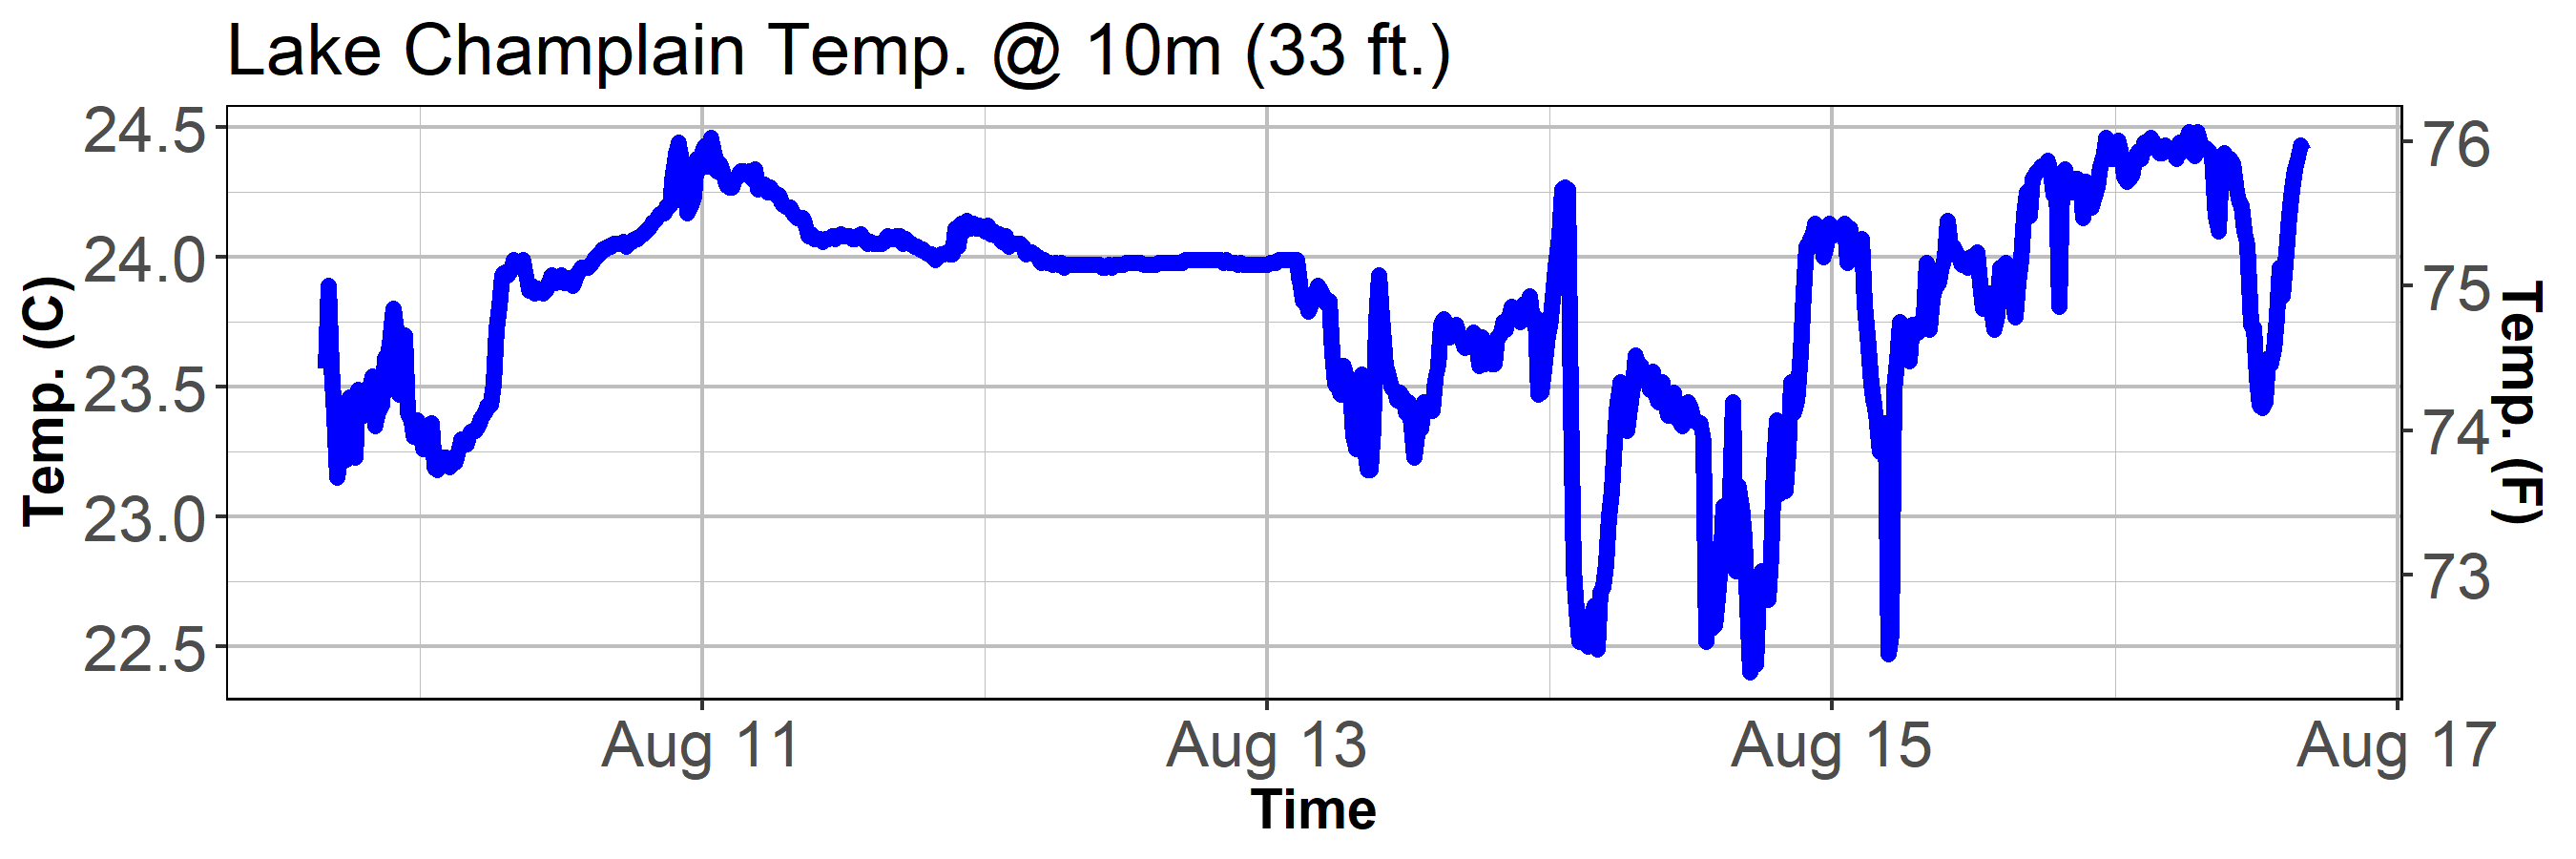 Lake Champlain Temp. @ 10m (33 ft.)
Temp. (C)
24.5
24.0
23.5
23.0
22.5
76
75
74
73
Temp. (F)
Aug 11
Aug 13
Aug 15
Aug 17
Time